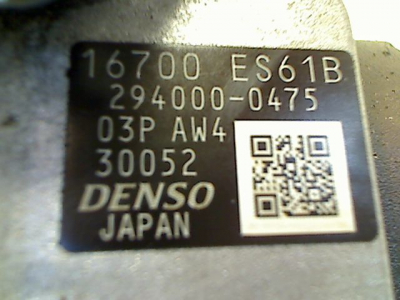 16700 ES61B
294000-0475
03P AW4
30052
DENSO
JAPAN